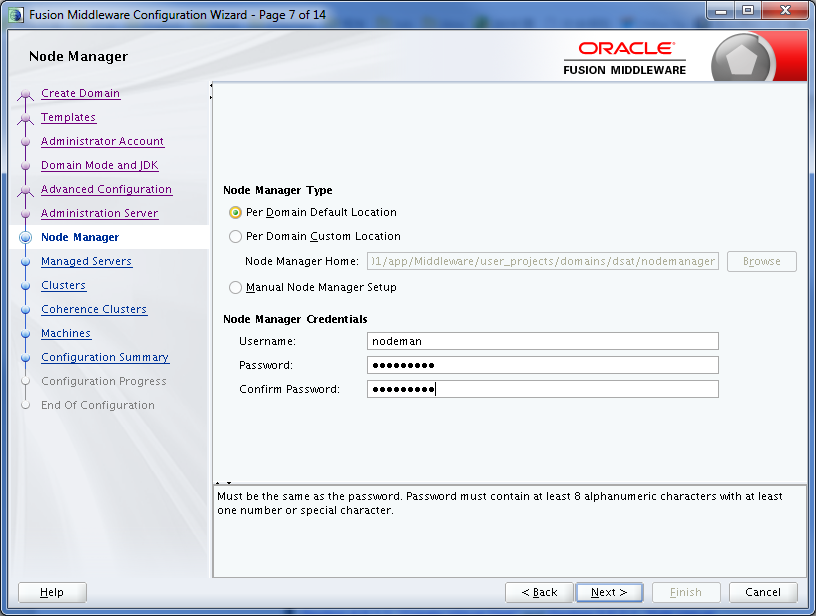 Fusion Middleware Configuration Wizard - Page 7 of 14
Node Manager
ORACLE
FUSION MIDDLEWARE
Create Domain
Templates
Administrator Account
Domain Mode and JDK
Advanced Configuration
Administration Server
Node Manager
Managed Servers
Clusters
Coherence Clusters
Machines
Configuration Summary
Configuration Progress
End Of Configuration
Node Manager Type
Per Domain Default Location
Per Domain Custom Location
Node Manager Home: /app/Middleware/user_projects/domains/dsat/nodemanager Browse
Manual Node Manager Setup
Node Manager Credentials
Username: nodeman
Password: •••••••••
Confirm Password: •••••••••
Must be the same as the password. Password must contain at least 8 alphanumeric characters with at least
one number or special character.
Help < Back Next > Finish Cancel